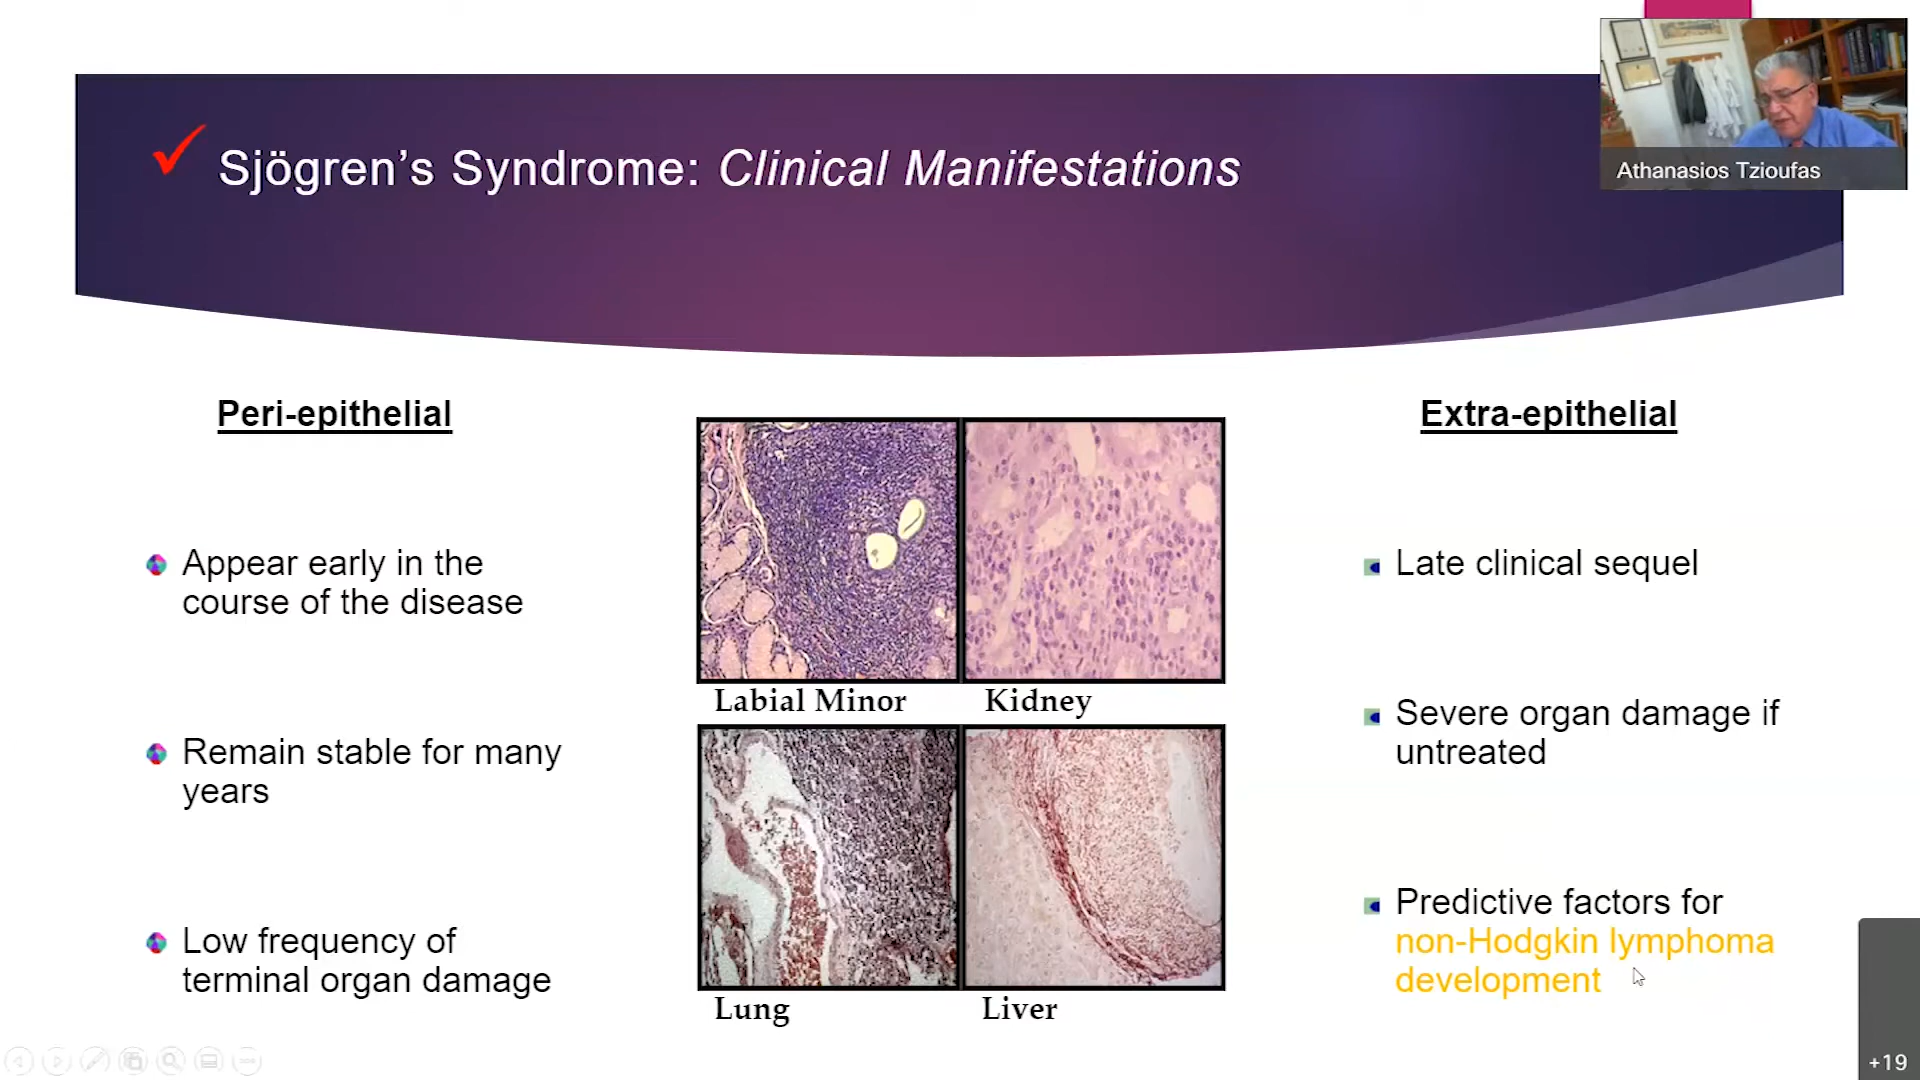 Sjögren’s Syndrome: Clinical Manifestations
Athanasios Tzioufas
Peri-epithelial
Appear early in the
course of the disease
Remain stable for many
years
Low frequency of
terminal organ damage
Labial Minor
Kidney
Lung
Liver
Extra-epithelial
Late clinical sequel
Severe organ damage if
untreated
Predictive factors for
non-Hodgkin lymphoma
development
+19